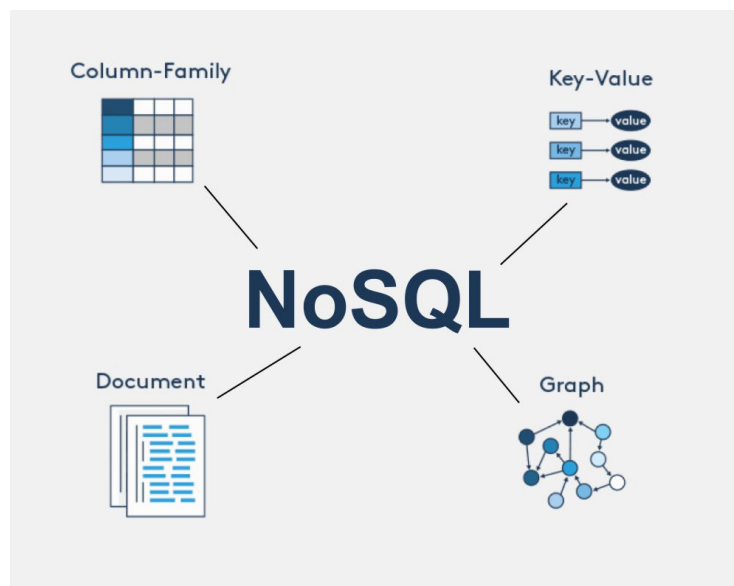 Column-Family
Key-Value
key value
key value
key value
NoSQL
Document
Graph